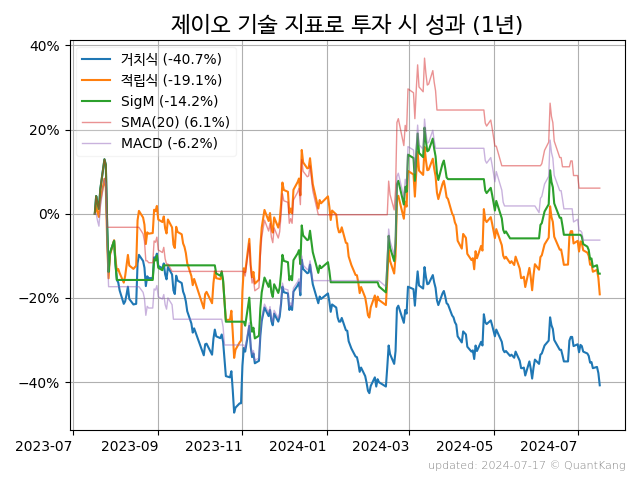 제이오 기술 지표로 투자 시 성과 (1년)
40%
20%
0%
−20%
−40%
거치식 (-40.7%)
적립식 (-19.1%)
SigM (-14.2%)
SMA(20) (6.1%)
MACD (-6.2%)
2023-07
2023-09
2023-11
2024-01
2024-03
2024-05
2024-07
updated: 2024-07-17 © QuantKang